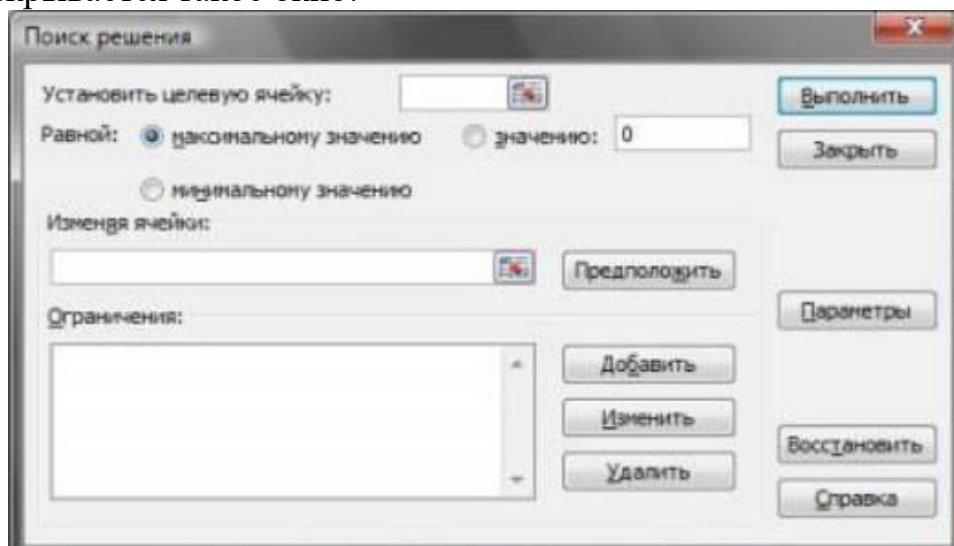 Поиск решения
Установить целевую ячейку:
Выполнить
Равной: максимальному значению значению: 0
Закрыть
минимальному значению
Изменяя ячейки:
Предположить
Ограничения:
Параметры
Добавить
Изменить
Восстановить
Удалить
Справка